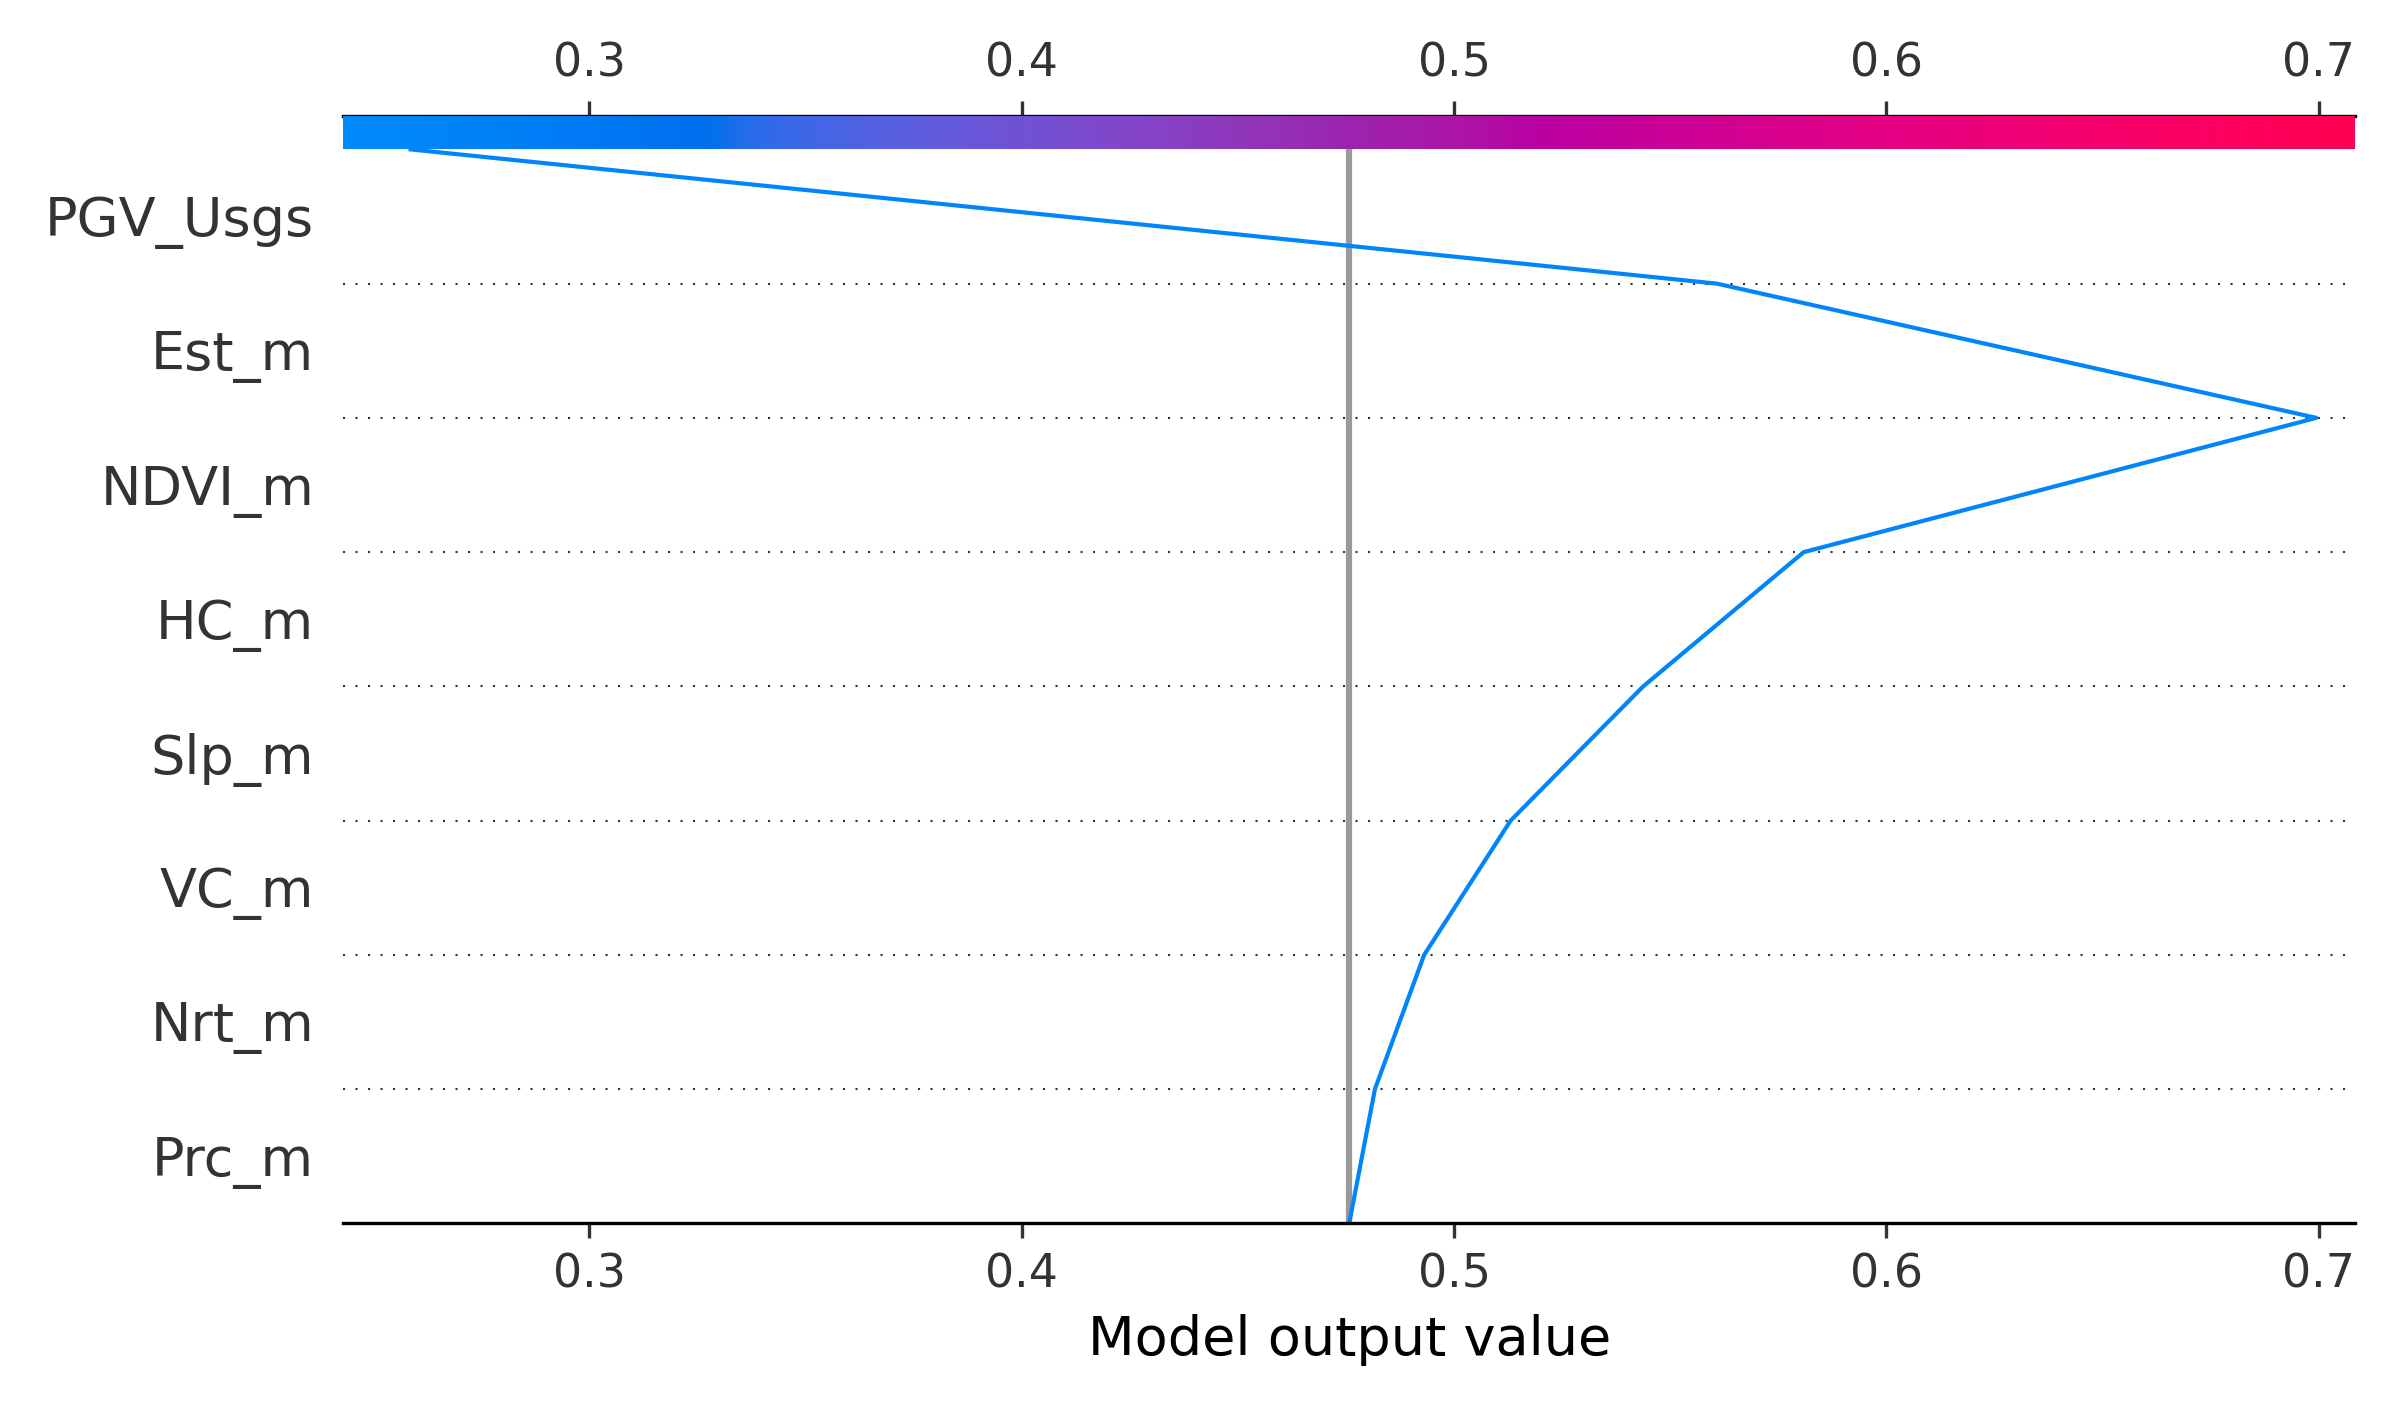 0.3 0.4 0.5 0.6 0.7
PGV_Usgs
Est_m
NDVI_m
HC_m
Slp_m
VC_m
Nrt_m
Prc_m
0.3 0.4 0.5 0.6 0.7
Model output value